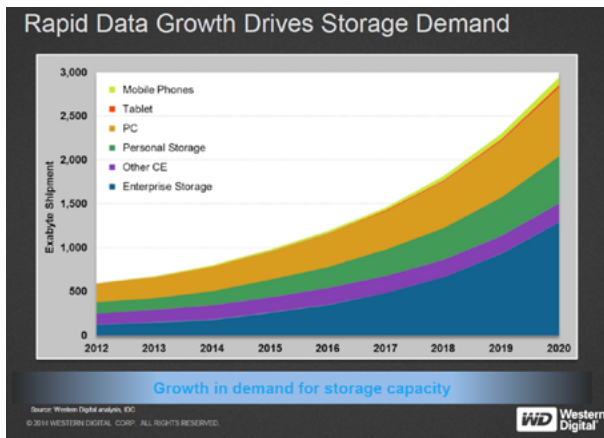 Rapid Data Growth Drives Storage Demand
3,000
2,500
2,000
1,500
1,000
500
0
Exabyte Shipment
Mobile Phones
Tablet
PC
Personal Storage
Other CE
Enterprise Storage
2012 2013 2014 2015 2016 2017 2018 2019 2020
Growth in demand for storage capacity
Source: Western Digital analysis, IDC
© 2014 WESTERN DIGITAL CORP. ALL RIGHTS RESERVED.
WD Western
Digital